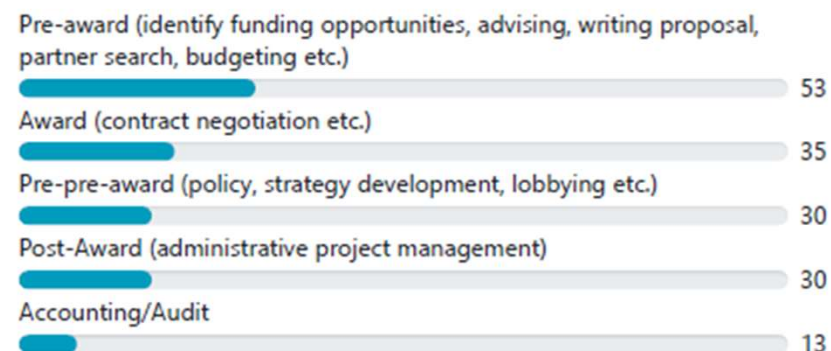 Pre-award (identify funding opportunities, advising, writing proposal,
partner search, budgeting etc.)
53
Award (contract negotiation etc.)
35
Pre-pre-award (policy, strategy development, lobbying etc.)
30
Post-Award (administrative project management)
30
Accounting/Audit
13